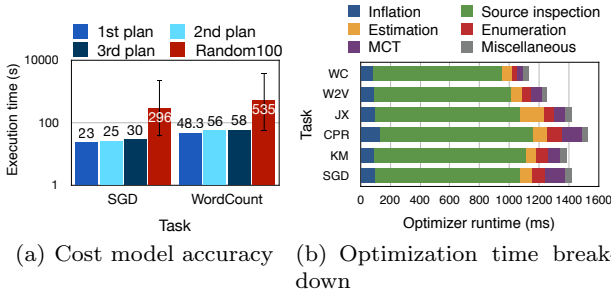 1st plan 2nd plan
3rd plan Random100
Execution time (s)
10000
100
1
23 25 30 296
48.3 56 58 535
SGD WordCount
Task
(a) Cost model accuracy
Inflation Source inspection
Estimation Enumeration
MCT Miscellaneous
Task
WC
W2V
JX
CPR
KM
SGD
0 200 400 600 800 1000 1200 1400 1600
Optimizer runtime (ms)
(b) Optimization time break-
down